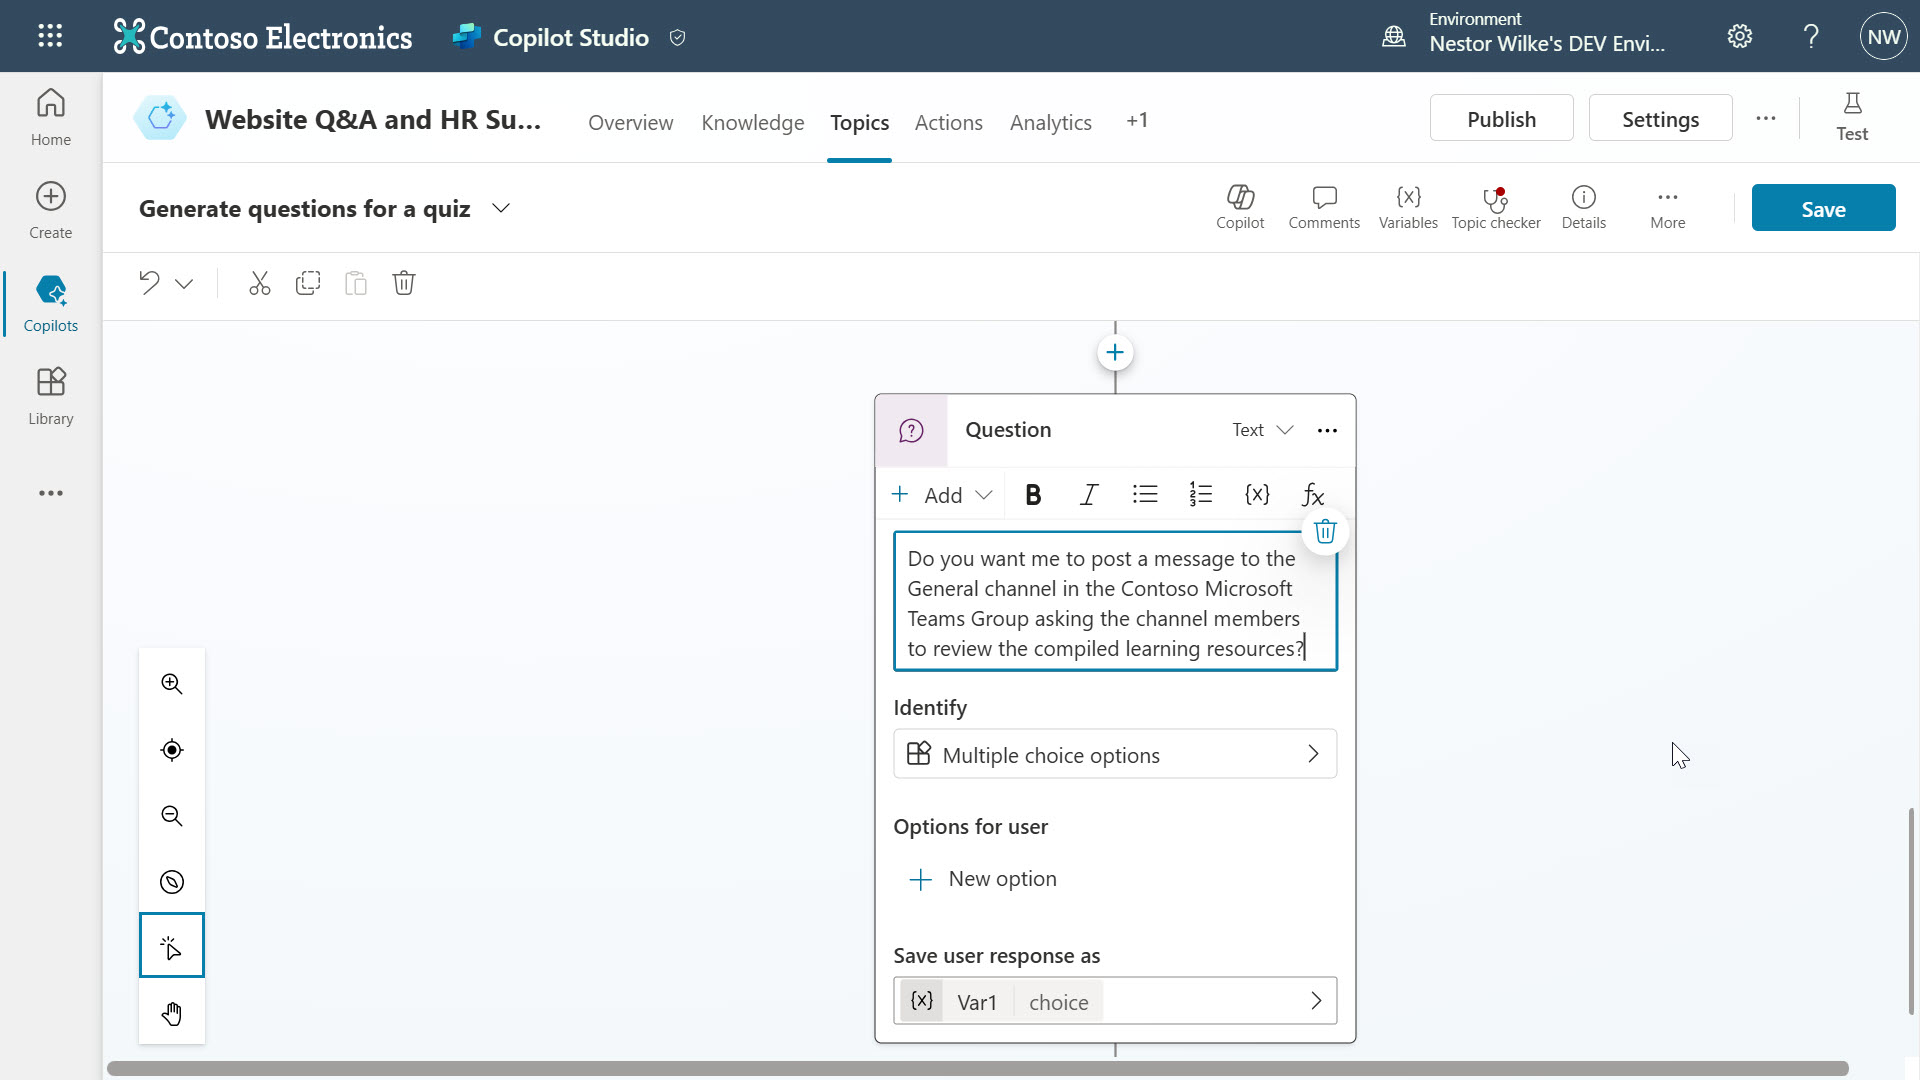 Contoso Electronics
Copilot Studio
Environment
Nestor Wilke's DEV Envi...
NW
Home
Create
Copilots
Library
Website Q&A and HR Su...
Overview
Knowledge
Topics
Actions
Analytics
+1
Publish
Settings
Test
Generate questions for a quiz
Copilot
Comments
Variables
Topic checker
Details
More
Save
Question
Text
Add
B
I
{x}
fx
Do you want me to post a message to the
General channel in the Contoso Microsoft
Teams Group asking the channel members
to review the compiled learning resources?
Identify
Multiple choice options
Options for user
New option
Save user response as
{x} Var1 choice